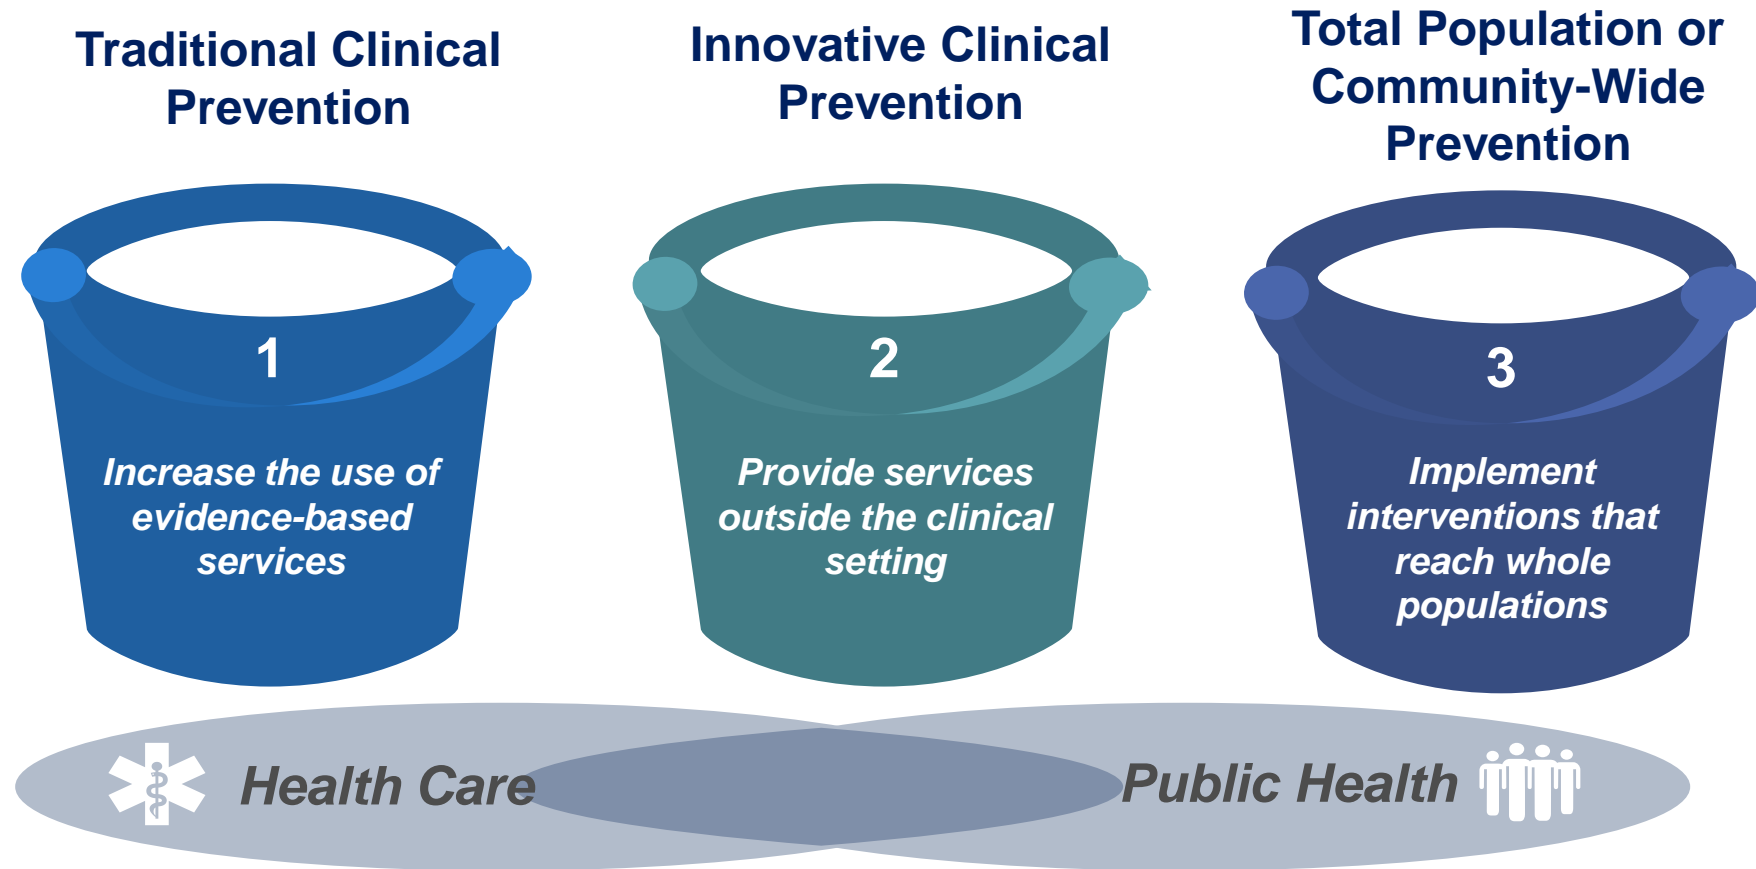 Traditional Clinical
Prevention
Innovative Clinical
Prevention
Total Population or
Community-Wide
Prevention
1
Increase the use of
evidence-based
services
2
Provide services
outside the clinical
setting
3
Implement
interventions that
reach whole
populations
Health Care
Public Health